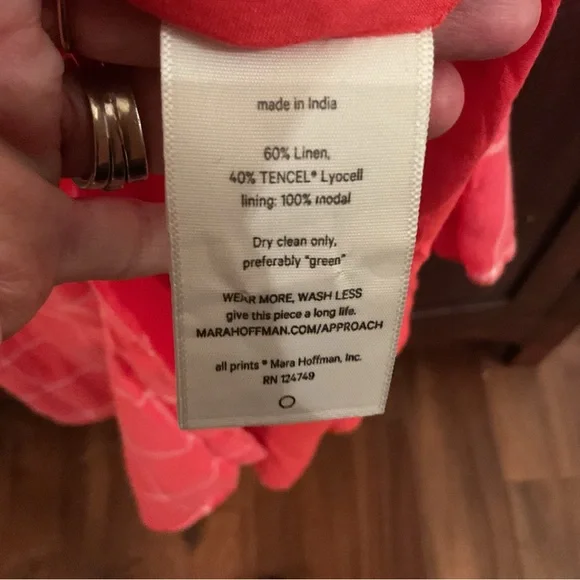 made in India
60% Linen,
40% TENCEL® Lyocell
lining: 100% modal
Dry clean only,
preferably "green"
WEAR MORE, WASH LESS
give this piece a long life.
MARAHOFFMAN.COM/APPROACH
all prints ® Mara Hoffman, Inc.
RN 124749